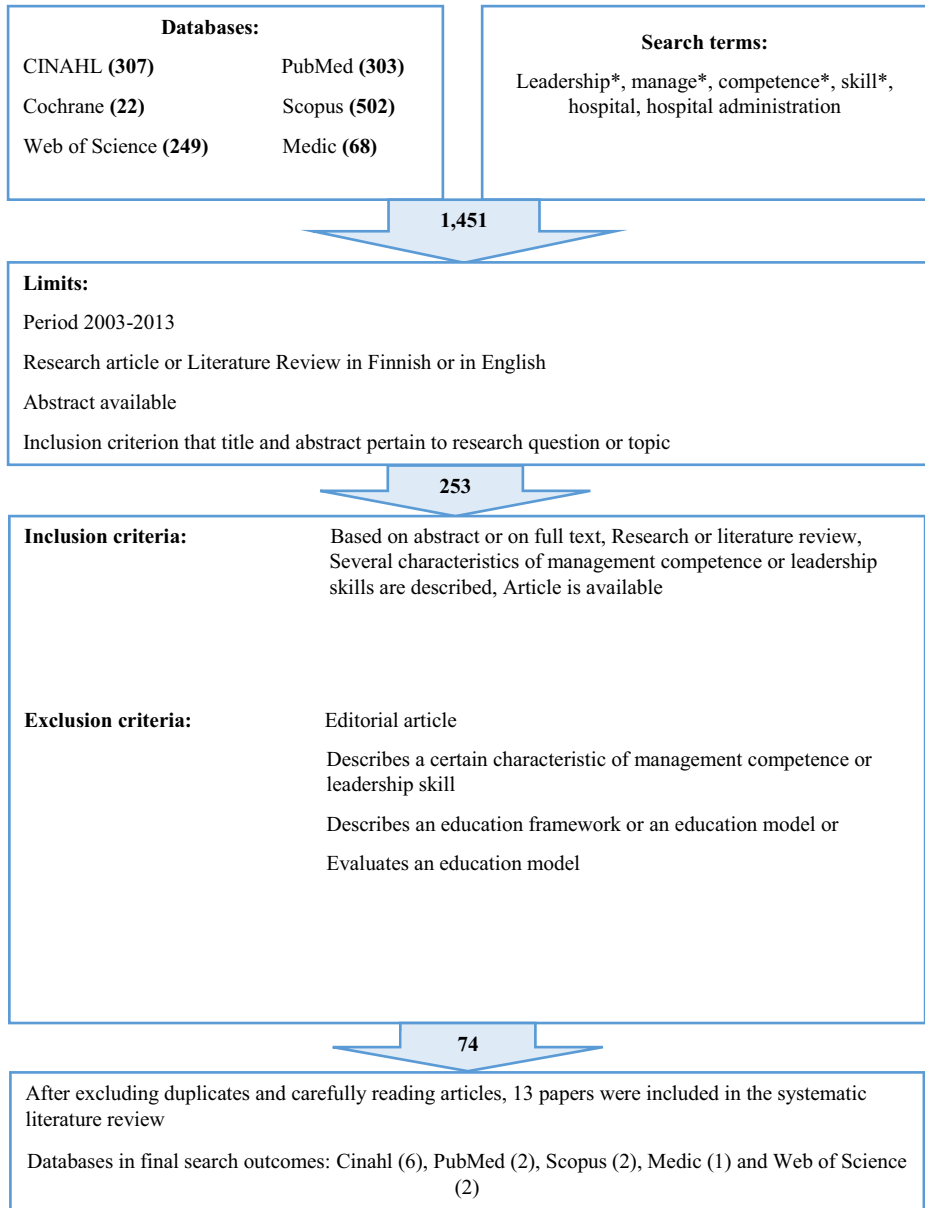 Databases:
CINAHL (307) PubMed (303)
Cochrane (22) Scopus (502)
Web of Science (249) Medic (68)
Search terms:
Leadership*, manage*, competence*, skill*,
hospital, hospital administration
1,451
Limits:
Period 2003-2013
Research article or Literature Review in Finnish or in English
Abstract available
Inclusion criterion that title and abstract pertain to research question or topic
253
Inclusion criteria: Based on abstract or on full text, Research or literature review,
Several characteristics of management competence or leadership
skills are described, Article is available
Exclusion criteria: Editorial article
Describes a certain characteristic of management competence or
leadership skill
Describes an education framework or an education model or
Evaluates an education model
74
After excluding duplicates and carefully reading articles, 13 papers were included in the systematic
literature review
Databases in final search outcomes: Cinahl (6), PubMed (2), Scopus (2), Medic (1) and Web of Science
(2)